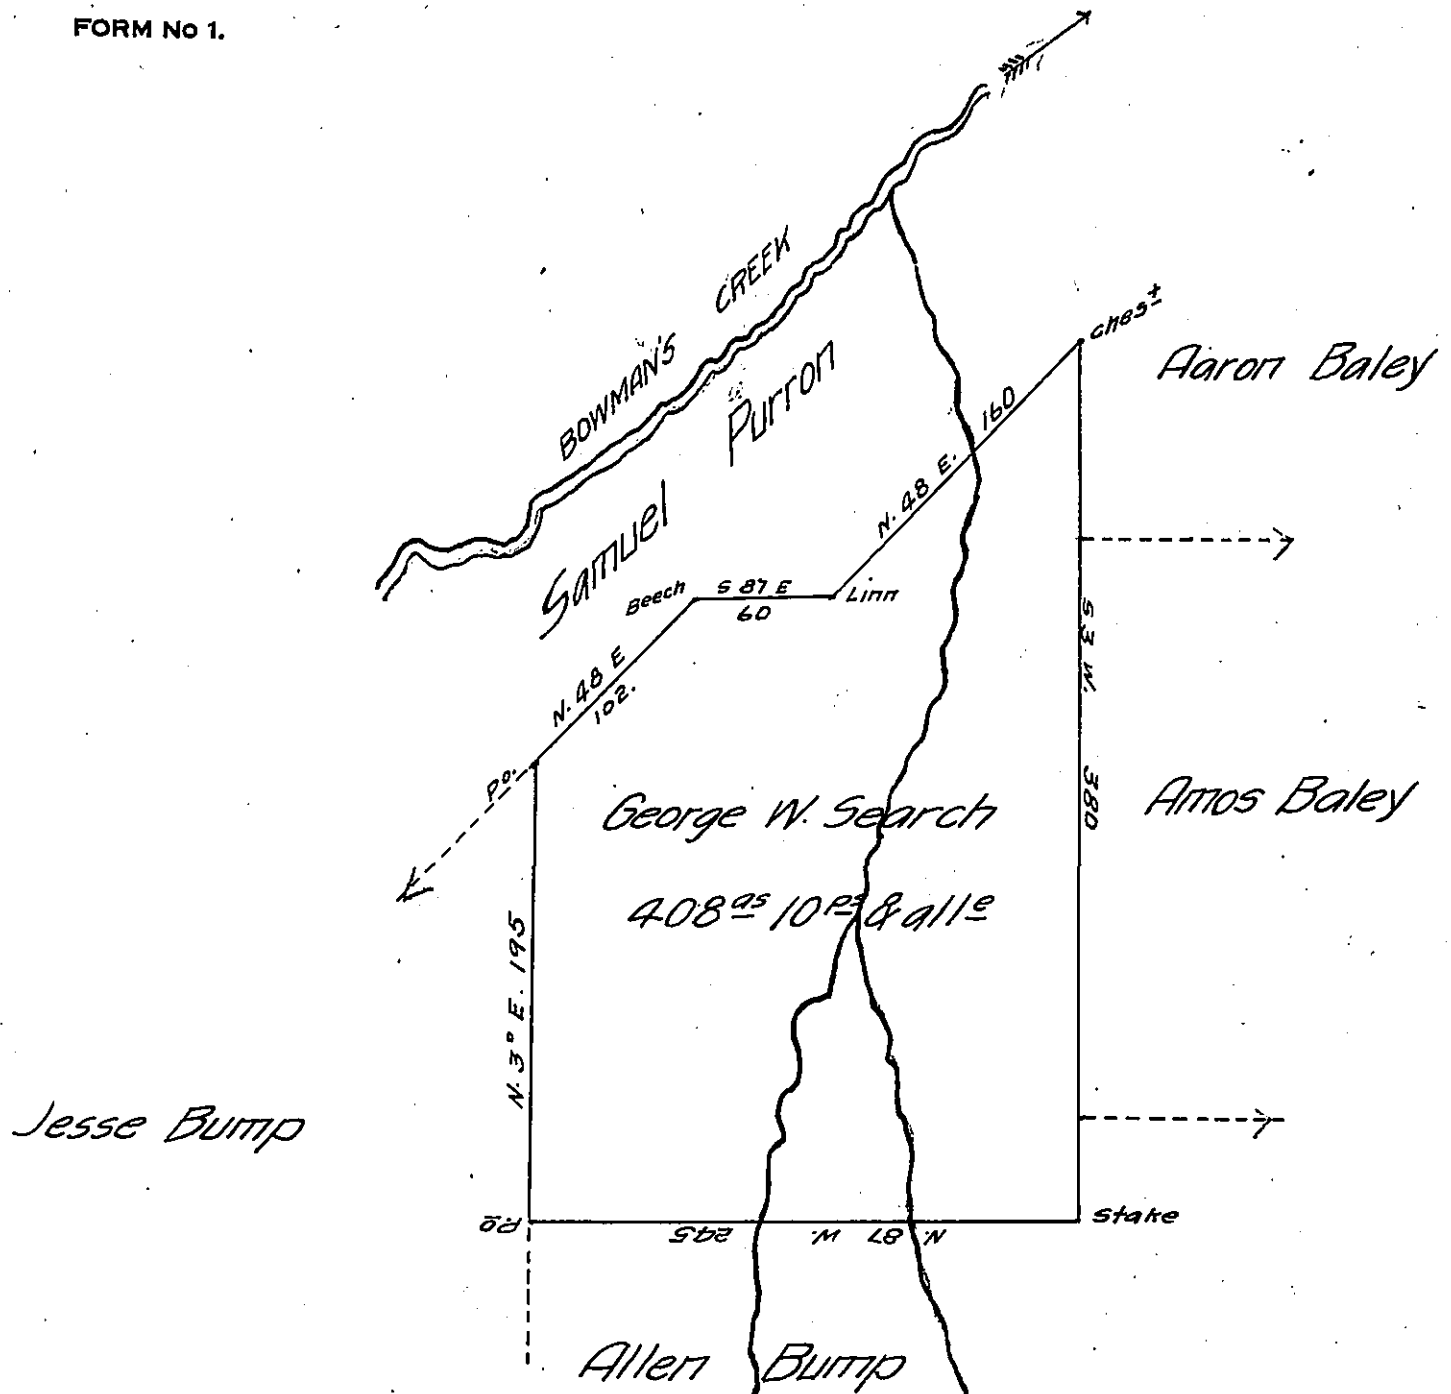 FORM No 1.
BOWMAN'S CREEK
Samuel Purron
chest
Aaron Baley
N. 48 E. 160
Beech
S 87 E
60
Linn
N. 48 E
102.
S 3 W. 380
Po.
George W. Search
Amos Baley
408as 10ps & alle
N. 3° E. 195
Jesse Bump
Po
N. 87 W. 245
Stake
Allen Bump